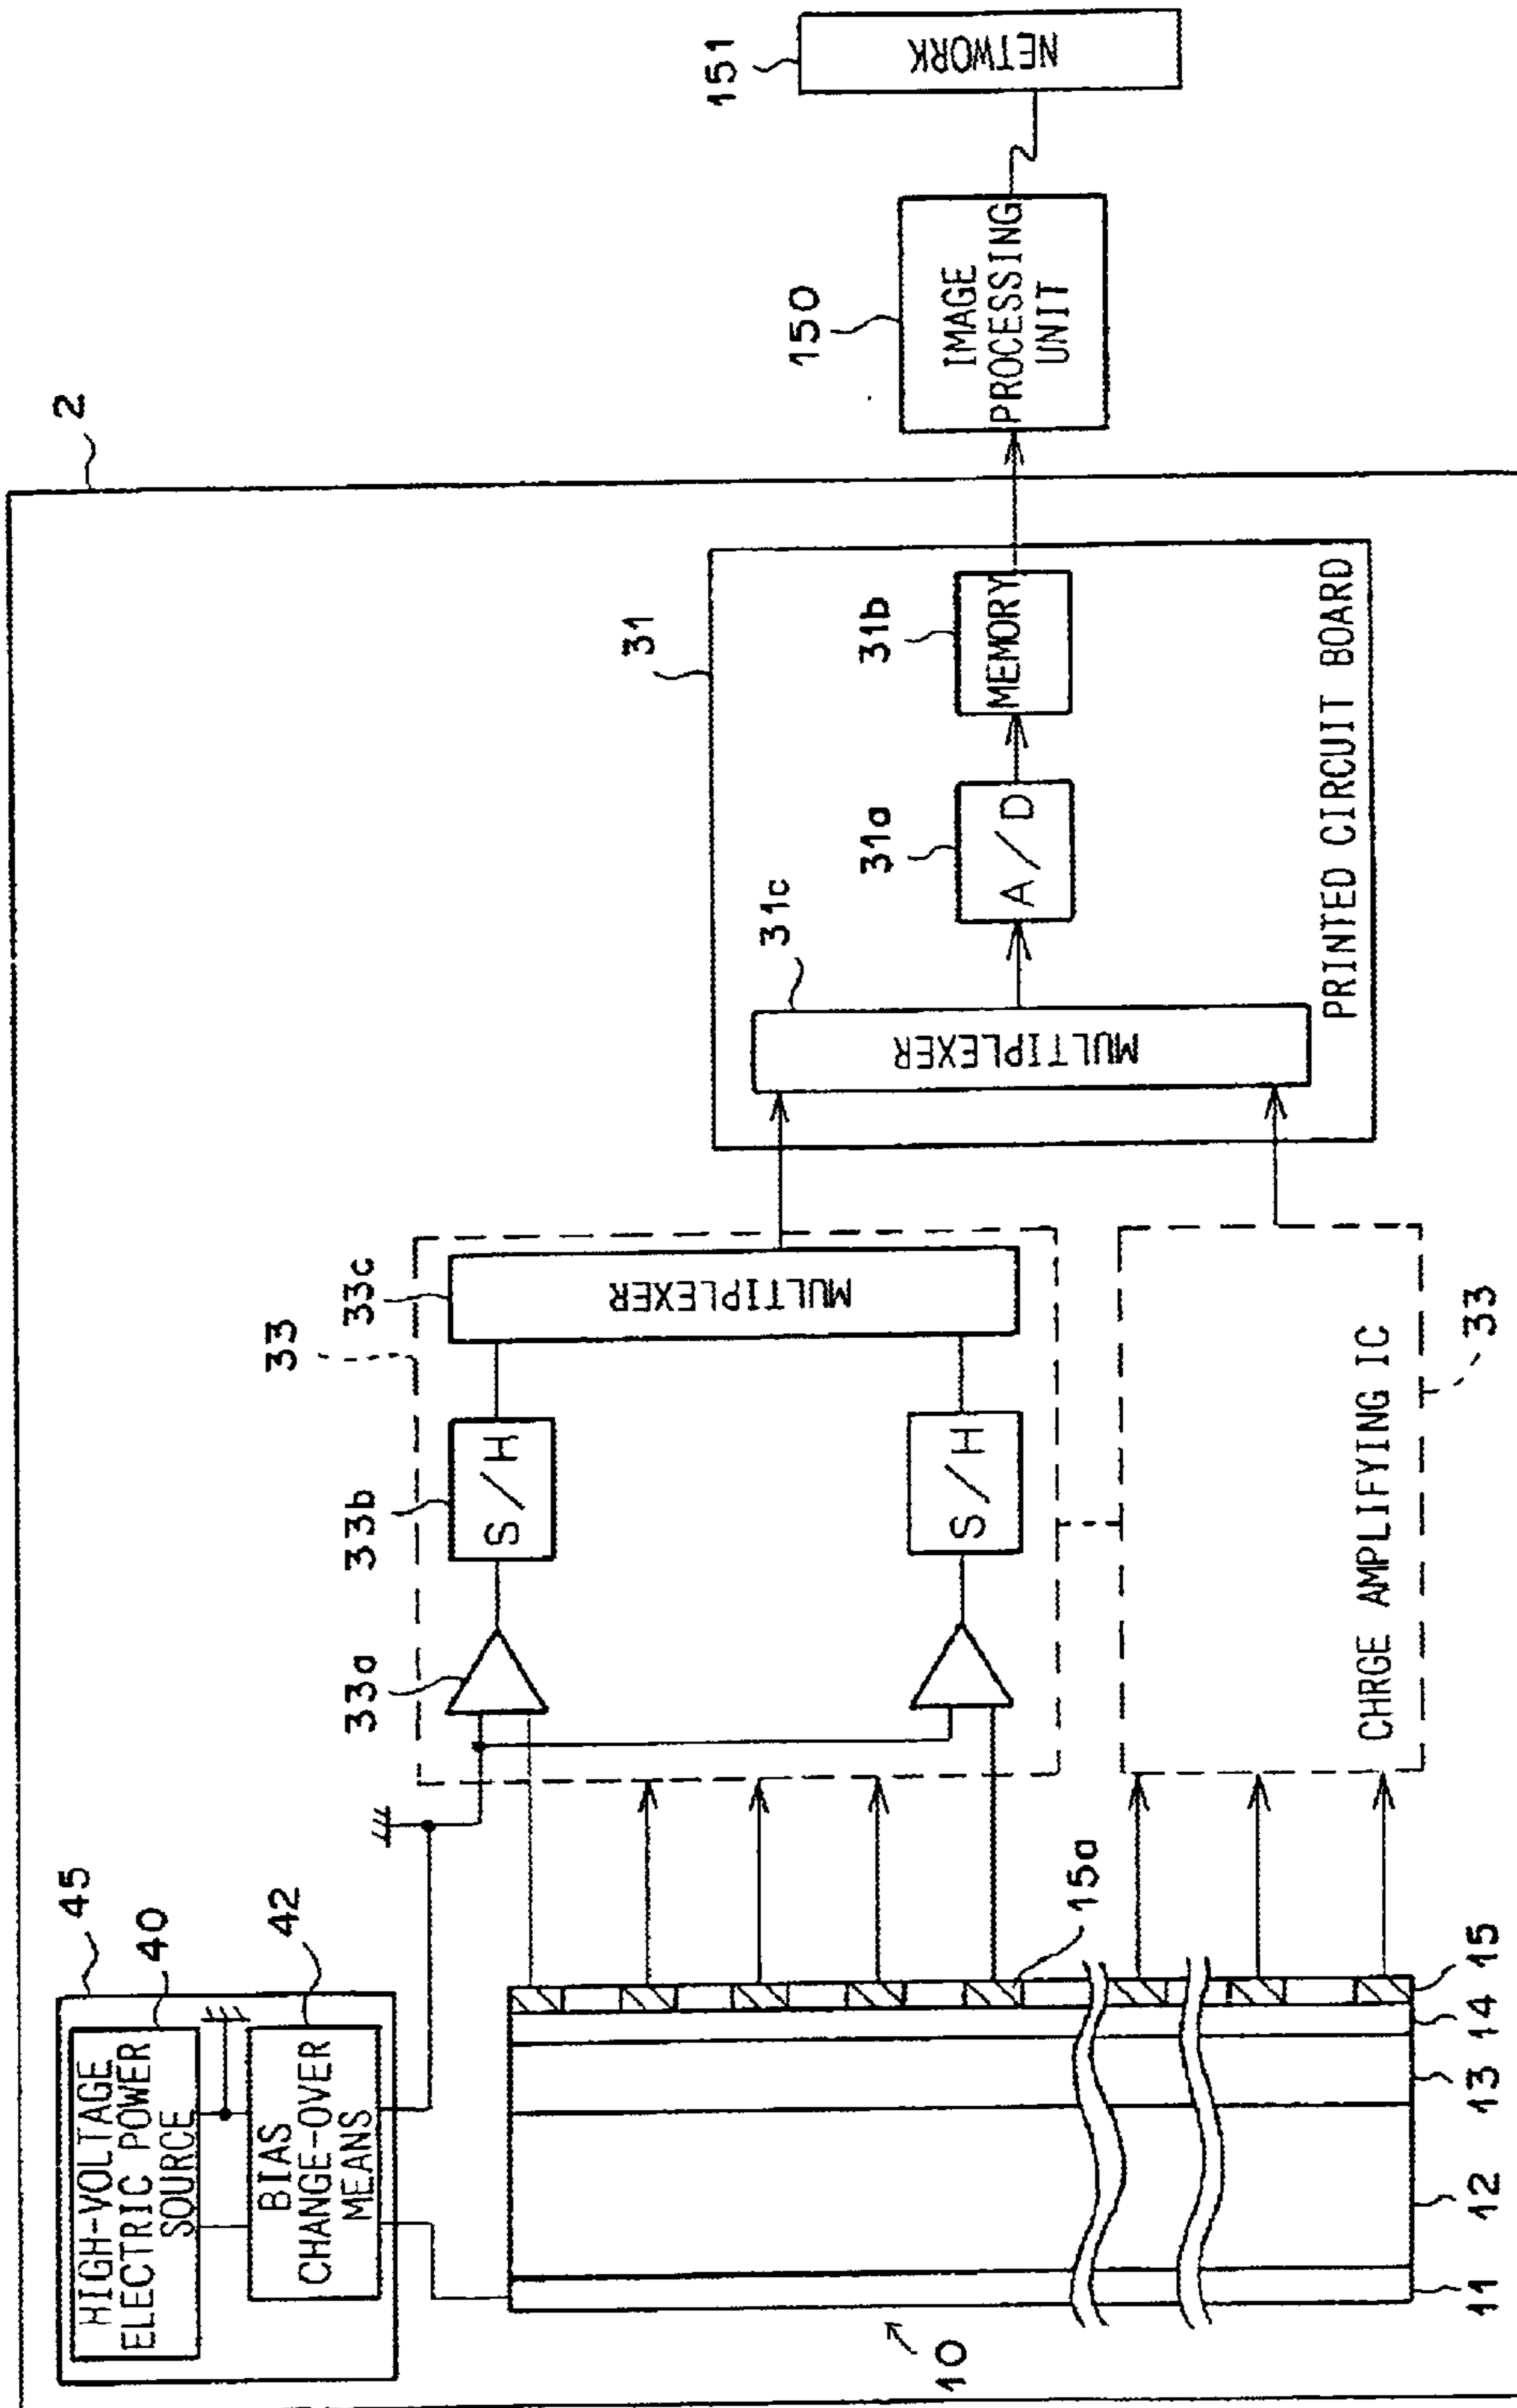 2
45
HIGH-VOLTAGE
ELECTRIC POWER
SOURCE
40
BIAS
CHANGE-OVER
MEANS
42
33
33a
33b
33c
S/H
S/H
MULTIPLEXER
31
31c
MULTIPLEXER
31a
A/D
31b
MEMORY
PRINTED CIRCUIT BOARD
150
IMAGE
PROCESSING
UNIT
151
NETWORK
CHRGE AMPLIFYING IC
33
15a
10
11
12
13
14
15